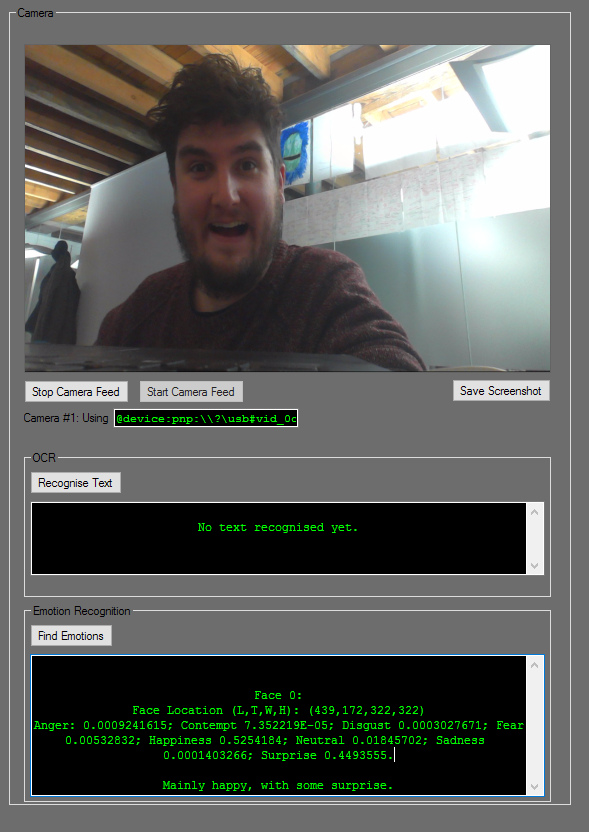 Camera
Stop Camera Feed
Start Camera Feed
Save Screenshot
Camera #1: Using
@device:pnp:\\?\usb#vid_0c
OCR
Recognise Text
No text recognised yet.
Emotion Recognition
Find Emotions
Face 0:
Face Location (L,T,W,H): (439,172,322,322)
Anger: 0.0009241615; Contempt 7.352219E-05; Disgust 0.0003027671; Fear
0.00532832; Happiness 0.5254184; Neutral 0.01845702; Sadness
0.0001403266; Surprise 0.4493555.
Mainly happy, with some surprise.